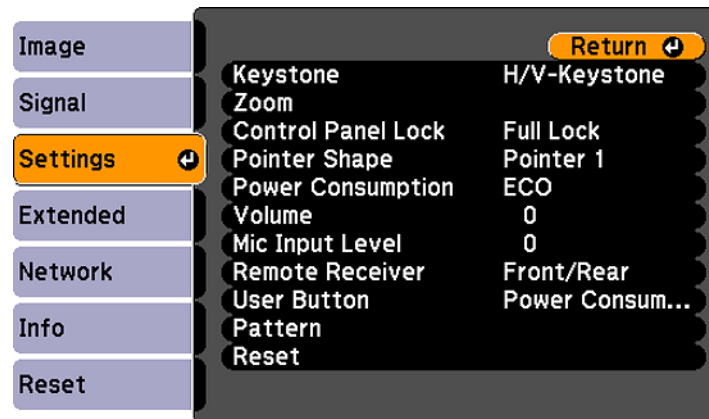 Image
Signal
Settings
Extended
Network
Info
Reset
Return
Keystone H/V-Keystone
Zoom
Control Panel Lock Full Lock
Pointer Shape Pointer 1
Power Consumption ECO
Volume 0
Mic Input Level 0
Remote Receiver Front/Rear
User Button Power Consum...
Pattern
Reset